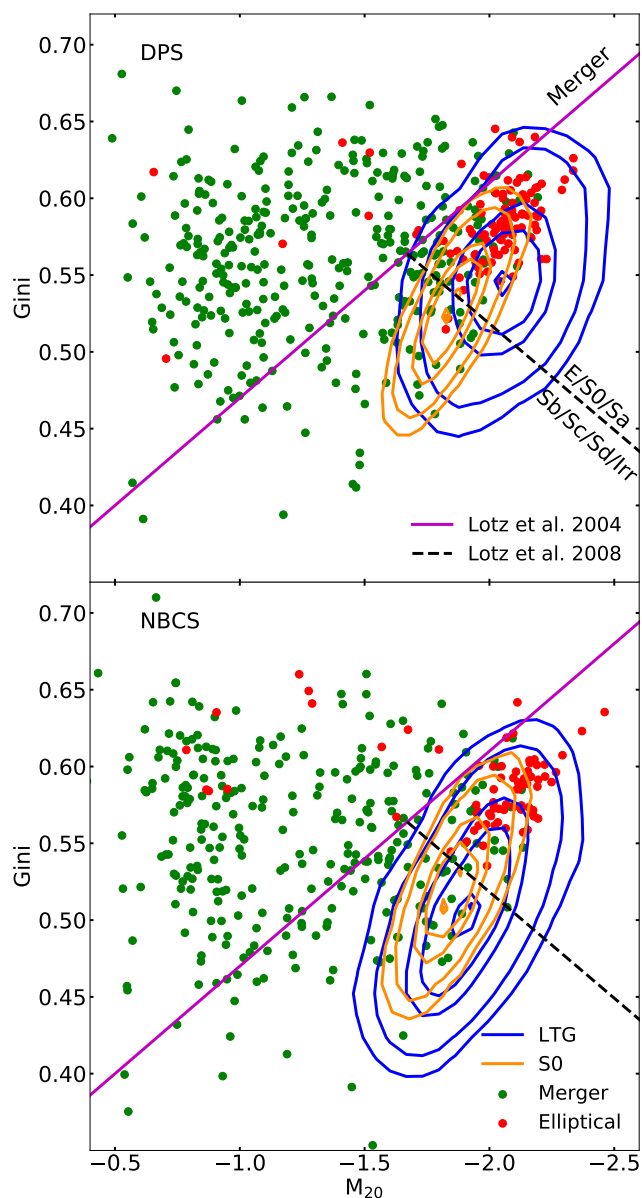 0.70
DPS
Merger
0.65
0.60
0.55
Gini
0.50
E/S0/Sa
0.45
Sb/Sc/Sd/Irr
0.40
Lotz et al. 2004
Lotz et al. 2008
0.70
NBCS
0.65
0.60
0.55
Gini
0.50
0.45
0.40
LTG
S0
Merger
Elliptical
−0.5 −1.0 −1.5 −2.0 −2.5
M20